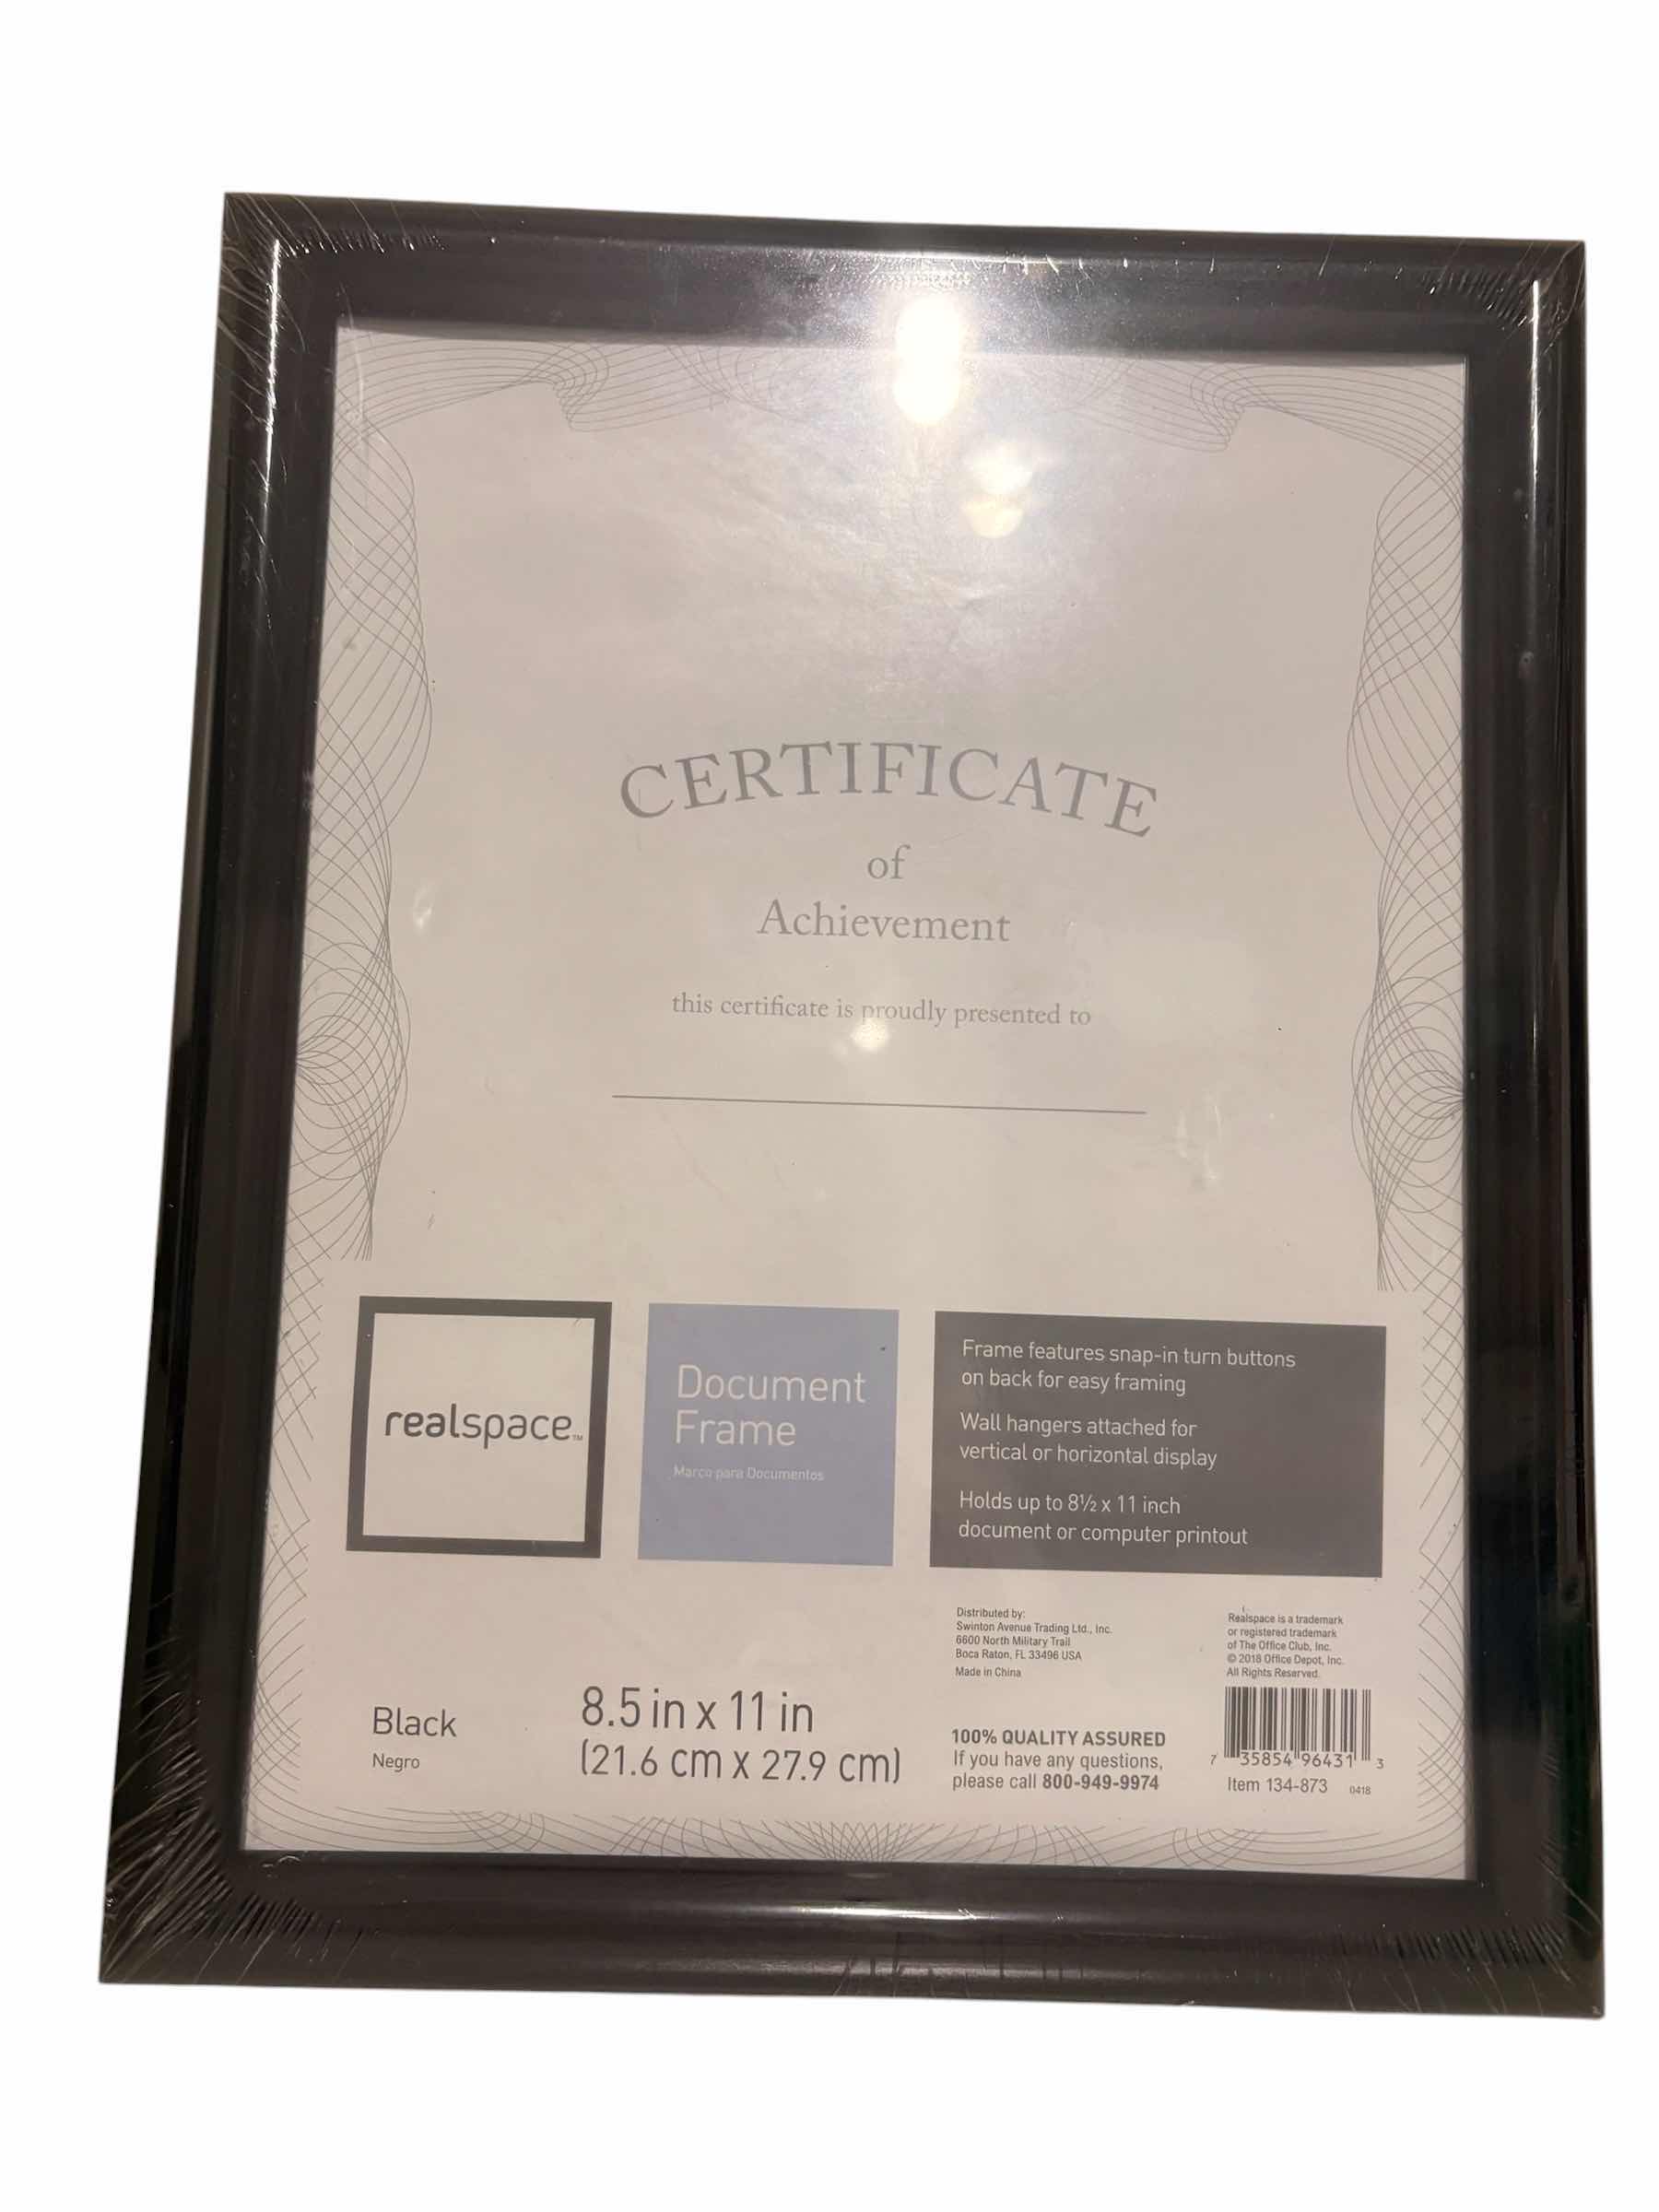 CERTIFICATE
of
Achievement
this certificate is proudly presented to
realspace™
Document
Frame
Marco para Documentos
Frame features snap-in turn buttons
on back for easy framing
Wall hangers attached for
vertical or horizontal display
Holds up to 8½ x 11 inch
document or computer printout
Black
Negro
8.5 in x 11 in
(21.6 cm x 27.9 cm)
Distributed by:
Swinton Avenue Trading Ltd., Inc.
6600 North Military Trail
Boca Raton, FL 33496 USA
Made in China
100% QUALITY ASSURED
If you have any questions,
please call 800-949-9974
Realspace is a trademark
or registered trademark
of The Office Club, Inc.
© 2018 Office Depot, Inc.
All Rights Reserved.
7 35854 96431 3
Item 134-873 0418